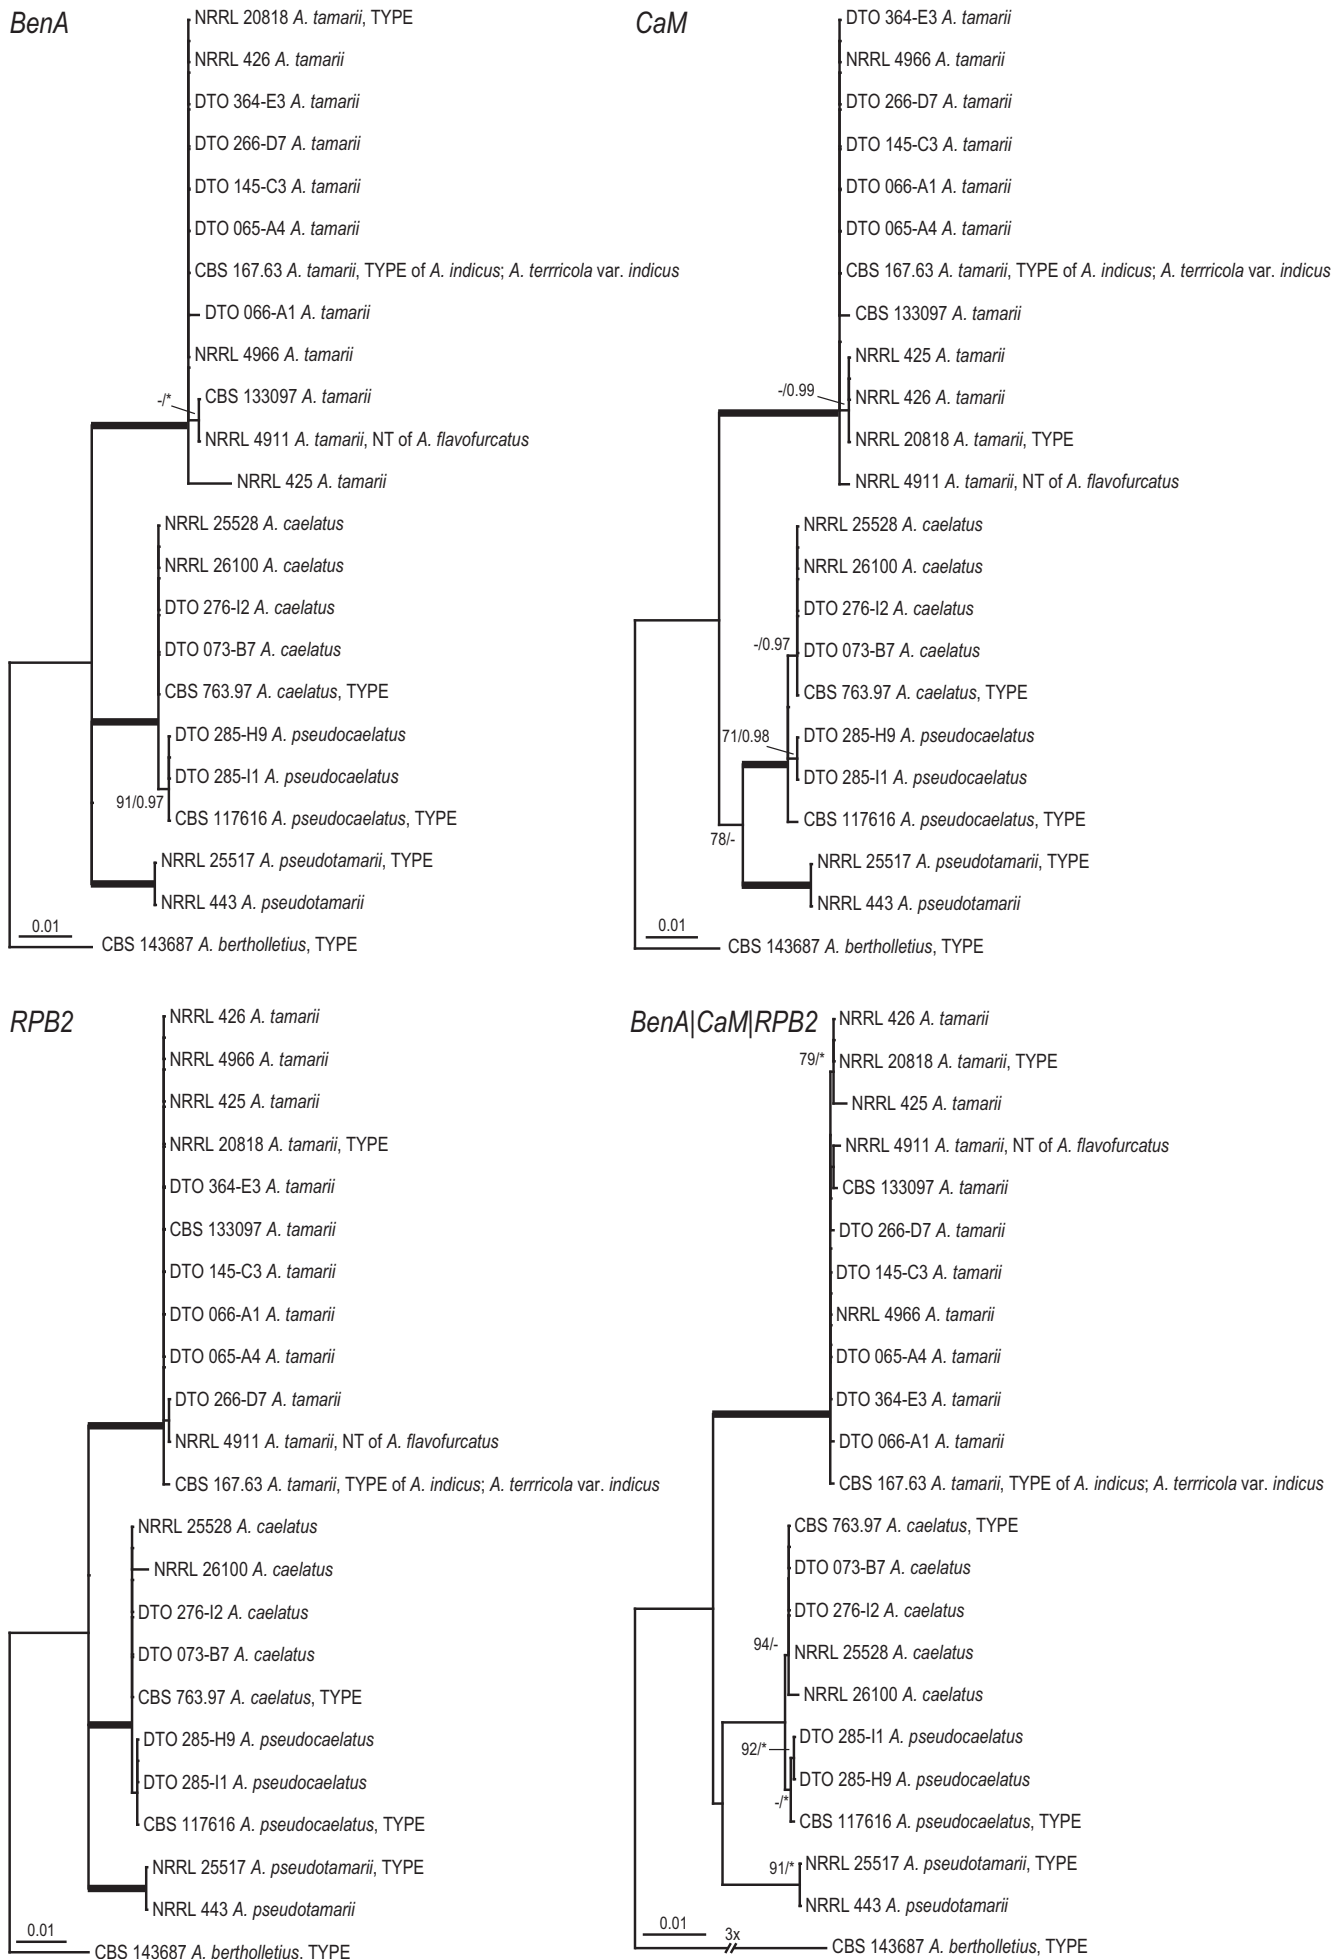 BenA
NRRL 20818 A. tamarii, TYPE
NRRL 426 A. tamarii
DTO 364-E3 A. tamarii
DTO 266-D7 A. tamarii
DTO 145-C3 A. tamarii
DTO 065-A4 A. tamarii
CBS 167.63 A. tamarii, TYPE of A. indicus; A. terrricola var. indicus
DTO 066-A1 A. tamarii
NRRL 4966 A. tamarii
-/*
CBS 133097 A. tamarii
NRRL 4911 A. tamarii, NT of A. flavofurcatus
NRRL 425 A. tamarii
NRRL 25528 A. caelatus
NRRL 26100 A. caelatus
DTO 276-I2 A. caelatus
DTO 073-B7 A. caelatus
CBS 763.97 A. caelatus, TYPE
DTO 285-H9 A. pseudocaelatus
DTO 285-I1 A. pseudocaelatus
91/0.97
CBS 117616 A. pseudocaelatus, TYPE
NRRL 25517 A. pseudotamarii, TYPE
NRRL 443 A. pseudotamarii
0.01
CBS 143687 A. bertholletius, TYPE
CaM
DTO 364-E3 A. tamarii
NRRL 4966 A. tamarii
DTO 266-D7 A. tamarii
DTO 145-C3 A. tamarii
DTO 066-A1 A. tamarii
DTO 065-A4 A. tamarii
CBS 167.63 A. tamarii, TYPE of A. indicus; A. terrricola var. indicus
CBS 133097 A. tamarii
NRRL 425 A. tamarii
-/0.99
NRRL 426 A. tamarii
NRRL 20818 A. tamarii, TYPE
NRRL 4911 A. tamarii, NT of A. flavofurcatus
NRRL 25528 A. caelatus
NRRL 26100 A. caelatus
DTO 276-I2 A. caelatus
-/0.97
DTO 073-B7 A. caelatus
CBS 763.97 A. caelatus, TYPE
71/0.98
DTO 285-H9 A. pseudocaelatus
DTO 285-I1 A. pseudocaelatus
CBS 117616 A. pseudocaelatus, TYPE
78/-
NRRL 25517 A. pseudotamarii, TYPE
NRRL 443 A. pseudotamarii
0.01
CBS 143687 A. bertholletius, TYPE
RPB2
NRRL 426 A. tamarii
NRRL 4966 A. tamarii
NRRL 425 A. tamarii
NRRL 20818 A. tamarii, TYPE
DTO 364-E3 A. tamarii
CBS 133097 A. tamarii
DTO 145-C3 A. tamarii
DTO 066-A1 A. tamarii
DTO 065-A4 A. tamarii
DTO 266-D7 A. tamarii
NRRL 4911 A. tamarii, NT of A. flavofurcatus
CBS 167.63 A. tamarii, TYPE of A. indicus; A. terrricola var. indicus
NRRL 25528 A. caelatus
NRRL 26100 A. caelatus
DTO 276-I2 A. caelatus
DTO 073-B7 A. caelatus
CBS 763.97 A. caelatus, TYPE
DTO 285-H9 A. pseudocaelatus
DTO 285-I1 A. pseudocaelatus
CBS 117616 A. pseudocaelatus, TYPE
NRRL 25517 A. pseudotamarii, TYPE
NRRL 443 A. pseudotamarii
0.01
CBS 143687 A. bertholletius, TYPE
BenA|CaM|RPB2
NRRL 426 A. tamarii
79/*
NRRL 20818 A. tamarii, TYPE
NRRL 425 A. tamarii
NRRL 4911 A. tamarii, NT of A. flavofurcatus
CBS 133097 A. tamarii
DTO 266-D7 A. tamarii
DTO 145-C3 A. tamarii
NRRL 4966 A. tamarii
DTO 065-A4 A. tamarii
DTO 364-E3 A. tamarii
DTO 066-A1 A. tamarii
CBS 167.63 A. tamarii, TYPE of A. indicus; A. terrricola var. indicus
CBS 763.97 A. caelatus, TYPE
DTO 073-B7 A. caelatus
DTO 276-I2 A. caelatus
94/-
NRRL 25528 A. caelatus
NRRL 26100 A. caelatus
DTO 285-I1 A. pseudocaelatus
92/*
DTO 285-H9 A. pseudocaelatus
-/*
CBS 117616 A. pseudocaelatus, TYPE
91/*
NRRL 25517 A. pseudotamarii, TYPE
NRRL 443 A. pseudotamarii
0.01
3x
CBS 143687 A. bertholletius, TYPE